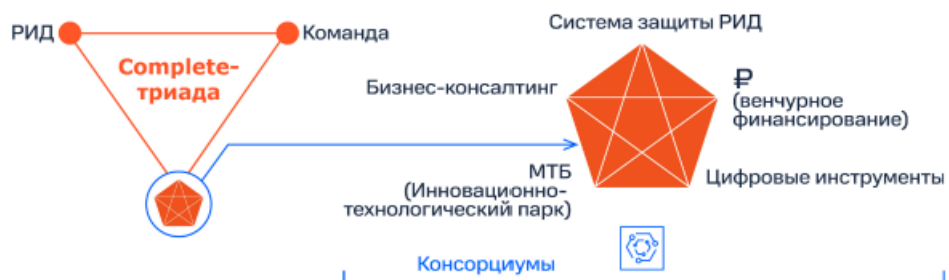 РИД
Команда
Complete-
триада
Система защиты РИД
Бизнес-консалтинг
₽
(венчурное
финансирование)
МТБ
(Инновационно-
технологический парк)
Цифровые инструменты
Консорциумы